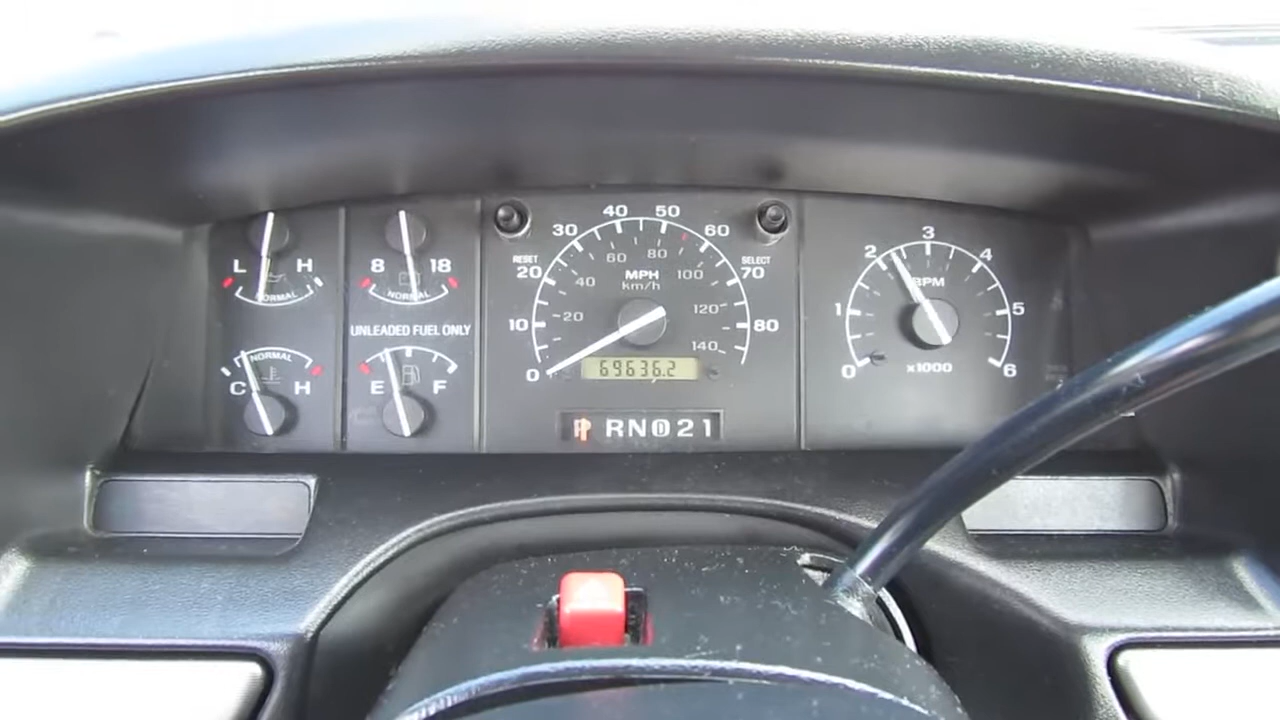 L H
NORMAL
8 18
NORMAL
UNLEADED FUEL ONLY
NORMAL
C H
E F
RESET
SELECT
0 10 20 30 40 50 60 70 80
MPH
km/h
20 40 60 80 100 120 140
69636.2
P R N D 2 1
0 1 2 3 4 5 6
RPM
x1000